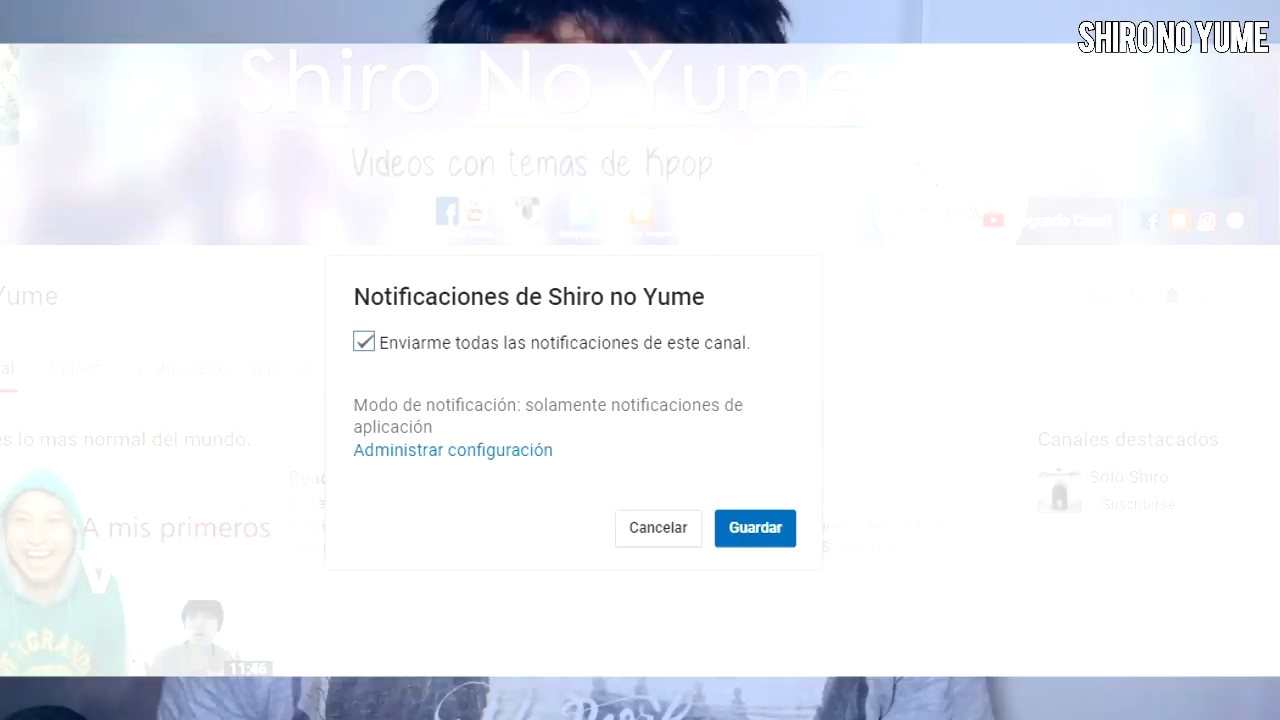 SHIRO NO YUME
Shiro No Yume
Videos con temas de Kpop
Yume
Notificaciones de Shiro no Yume
Enviarme todas las notificaciones de este canal.
Modo de notificación: solamente notificaciones de
aplicación
Administrar configuración
es lo mas normal del mundo.
Canales destacados
Solo Shiro
Suscribirse
A mis primeros
Cancelar
Guardar
11:46